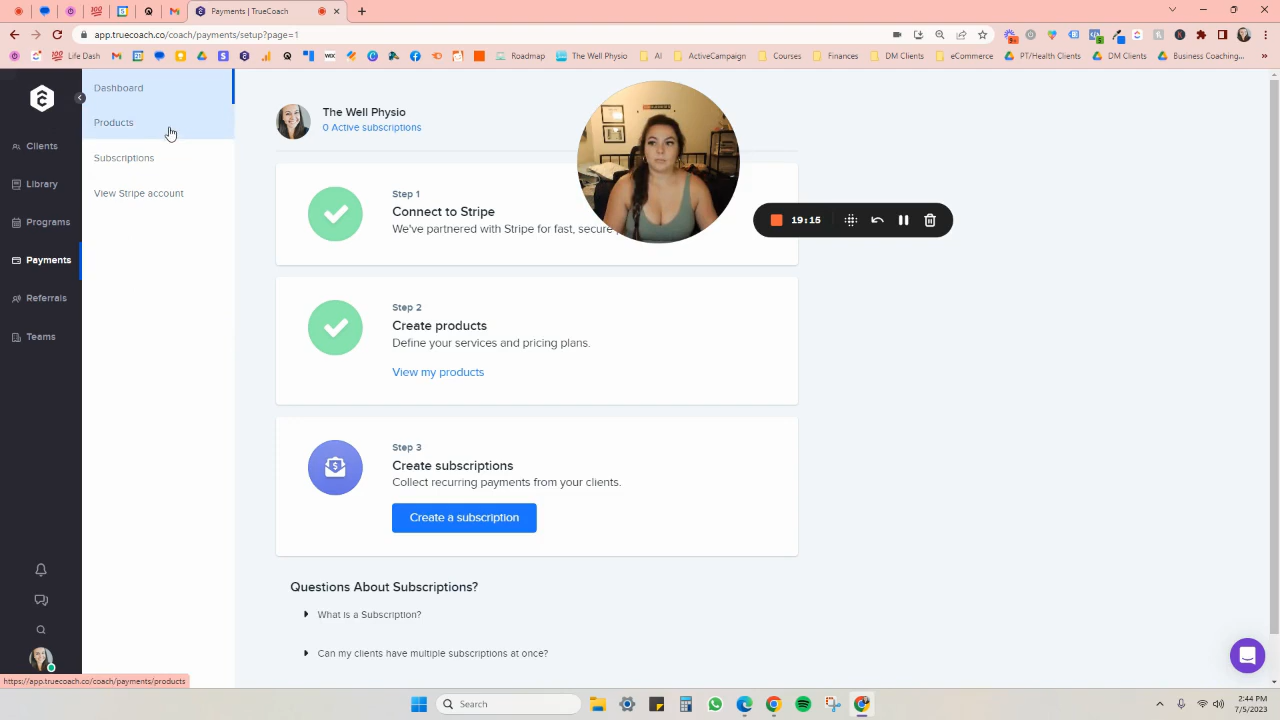 Payments | TrueCoach
app.truecoach.co/coach/payments/setup?page=1
Roadmap
The Well Physio
AI
ActiveCampaign
Courses
Finances
DM Clients
eCommerce
PT/Health Clients
DM Clients
Business Coaching...
Clients
Library
Programs
Payments
Referrals
Teams
Dashboard
Products
Subscriptions
View Stripe account
The Well Physio
0 Active subscriptions
Step 1
Connect to Stripe
We've partnered with Stripe for fast, secure
19:15
Step 2
Create products
Define your services and pricing plans.
View my products
Step 3
Create subscriptions
Collect recurring payments from your clients.
Create a subscription
Questions About Subscriptions?
What is a Subscription?
Can my clients have multiple subscriptions at once?
https://app.truecoach.co/coach/payments/products
Search
7/5/2023